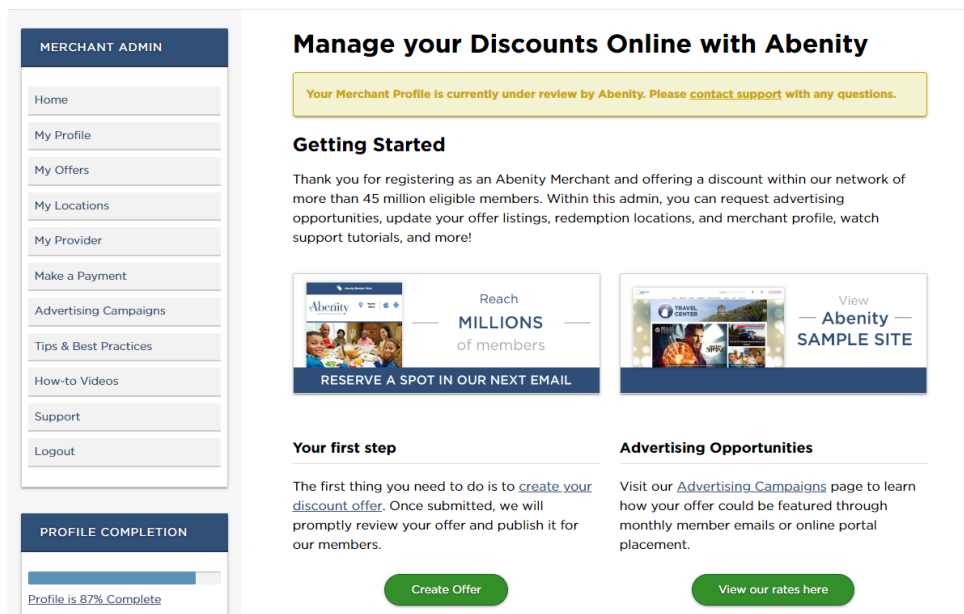 MERCHANT ADMIN
Home
My Profile
My Offers
My Locations
My Provider
Make a Payment
Advertising Campaigns
Tips & Best Practices
How-to Videos
Support
Logout
PROFILE COMPLETION
Profile is 87% Complete
Manage your Discounts Online with Abenity
Your Merchant Profile is currently under review by Abenity. Please contact support with any questions.
Getting Started
Thank you for registering as an Abenity Merchant and offering a discount within our network of
more than 45 million eligible members. Within this admin, you can request advertising
opportunities, update your offer listings, redemption locations, and merchant profile, watch
support tutorials, and more!
Abenity
Reach
MILLIONS
of members
RESERVE A SPOT IN OUR NEXT EMAIL
TRAVEL
CENTER
View
Abenity
SAMPLE SITE
Your first step
The first thing you need to do is to create your
discount offer. Once submitted, we will
promptly review your offer and publish it for
our members.
Create Offer
Advertising Opportunities
Visit our Advertising Campaigns page to learn
how your offer could be featured through
monthly member emails or online portal
placement.
View our rates here